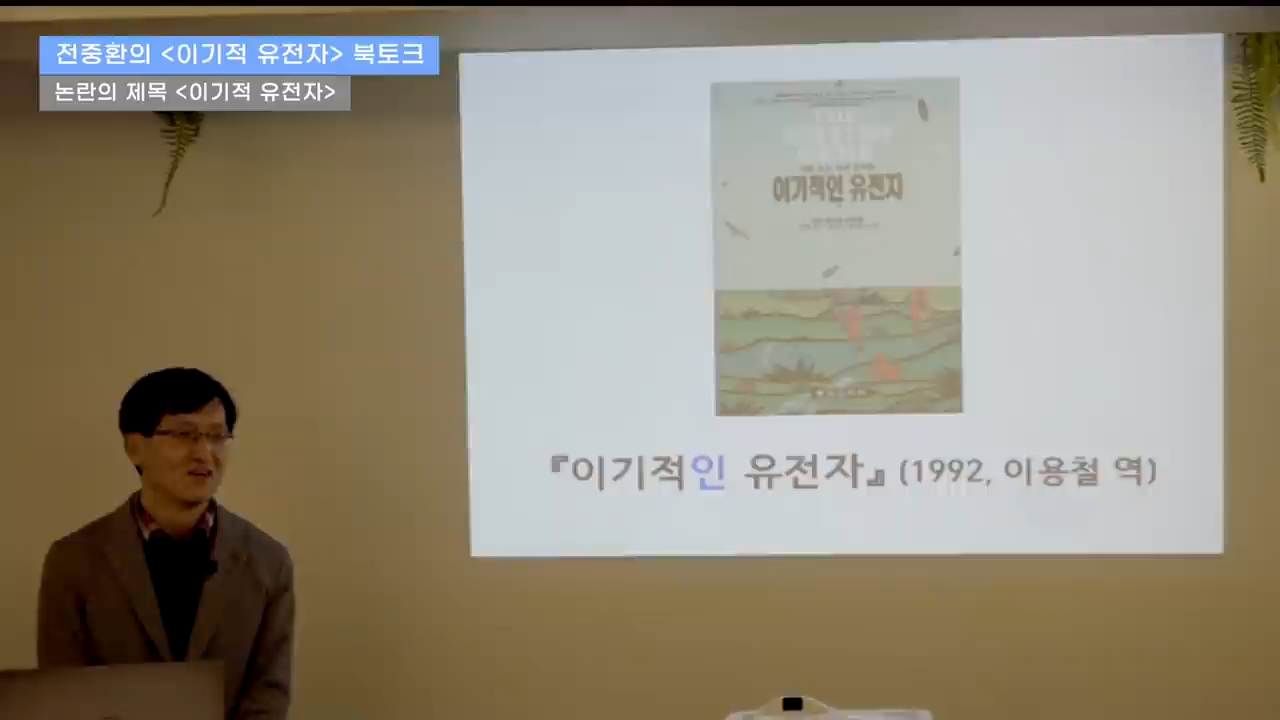 전중환의 <이기적 유전자> 북토크
논란의 제목 <이기적 유전자>
이기적인 유전자
『이기적인 유전자』 (1992, 이용철 역)